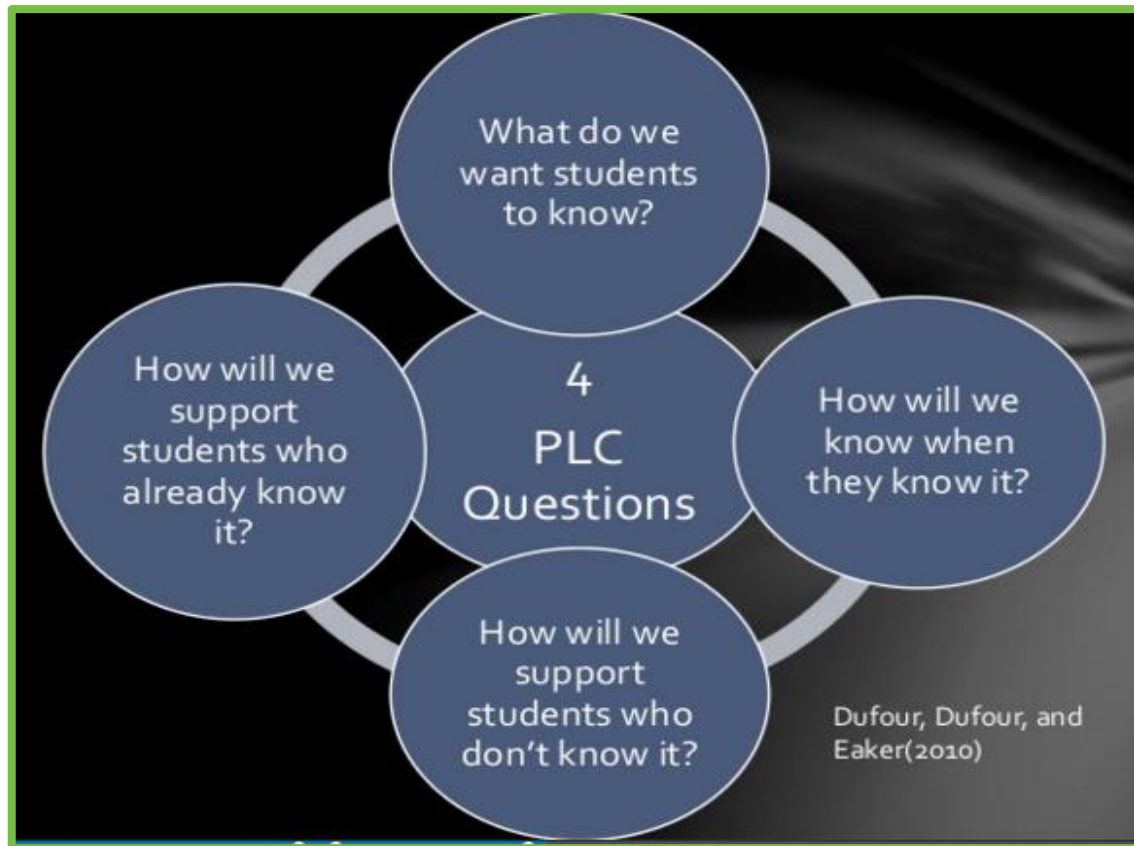 What do we
want students
to know?
How will we
know when
they know it?
How will we
support
students who
don't know it?
How will we
support
students who
already know
it?
4
PLC
Questions
Dufour, Dufour, and
Eaker(2010)